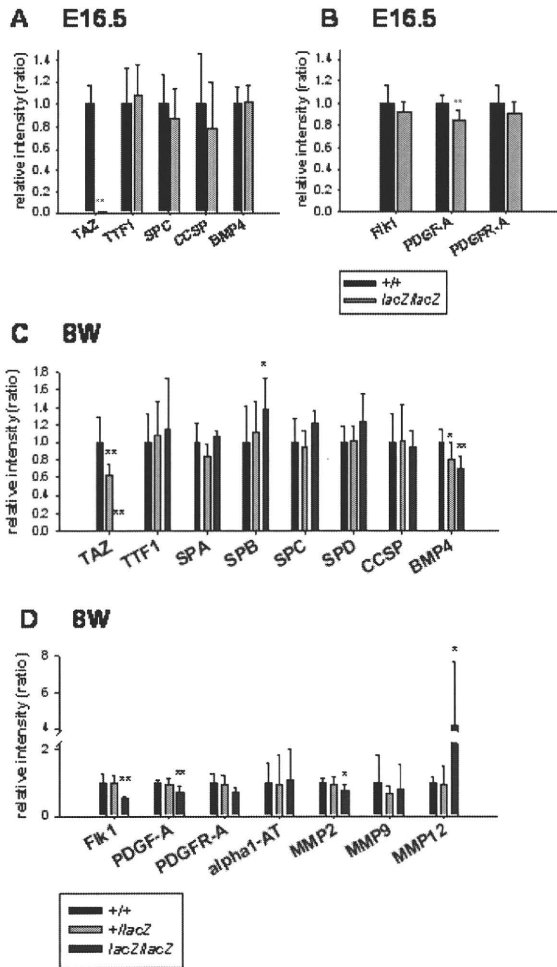 A E16.5
relative intensity (ratio)
1.4
1.2
1.0
0.8
0.6
0.4
0.2
0.0
**
TAZ
TTF1
SPC
CCSP
BMP4
B E16.5
relative intensity (ratio)
1.4
1.2
1.0
0.8
0.6
0.4
0.2
0.0
**
Flk1
PDGF-A
PDGFR-A
+/+
lacZ/lacZ
C 8W
relative intensity (ratio)
1.8
1.6
1.4
1.2
1.0
0.8
0.6
0.4
0.2
0.0
**
**
*
*
**
TAZ
TTF1
SPA
SPB
SPC
SPD
CCSP
BMP4
D 8W
relative intensity (ratio)
8
6
4
2
0
**
**
*
*
Flk1
PDGF-A
PDGFR-A
alpha1-AT
MMP2
MMP9
MMP12
+/+
+/lacZ
lacZ/lacZ